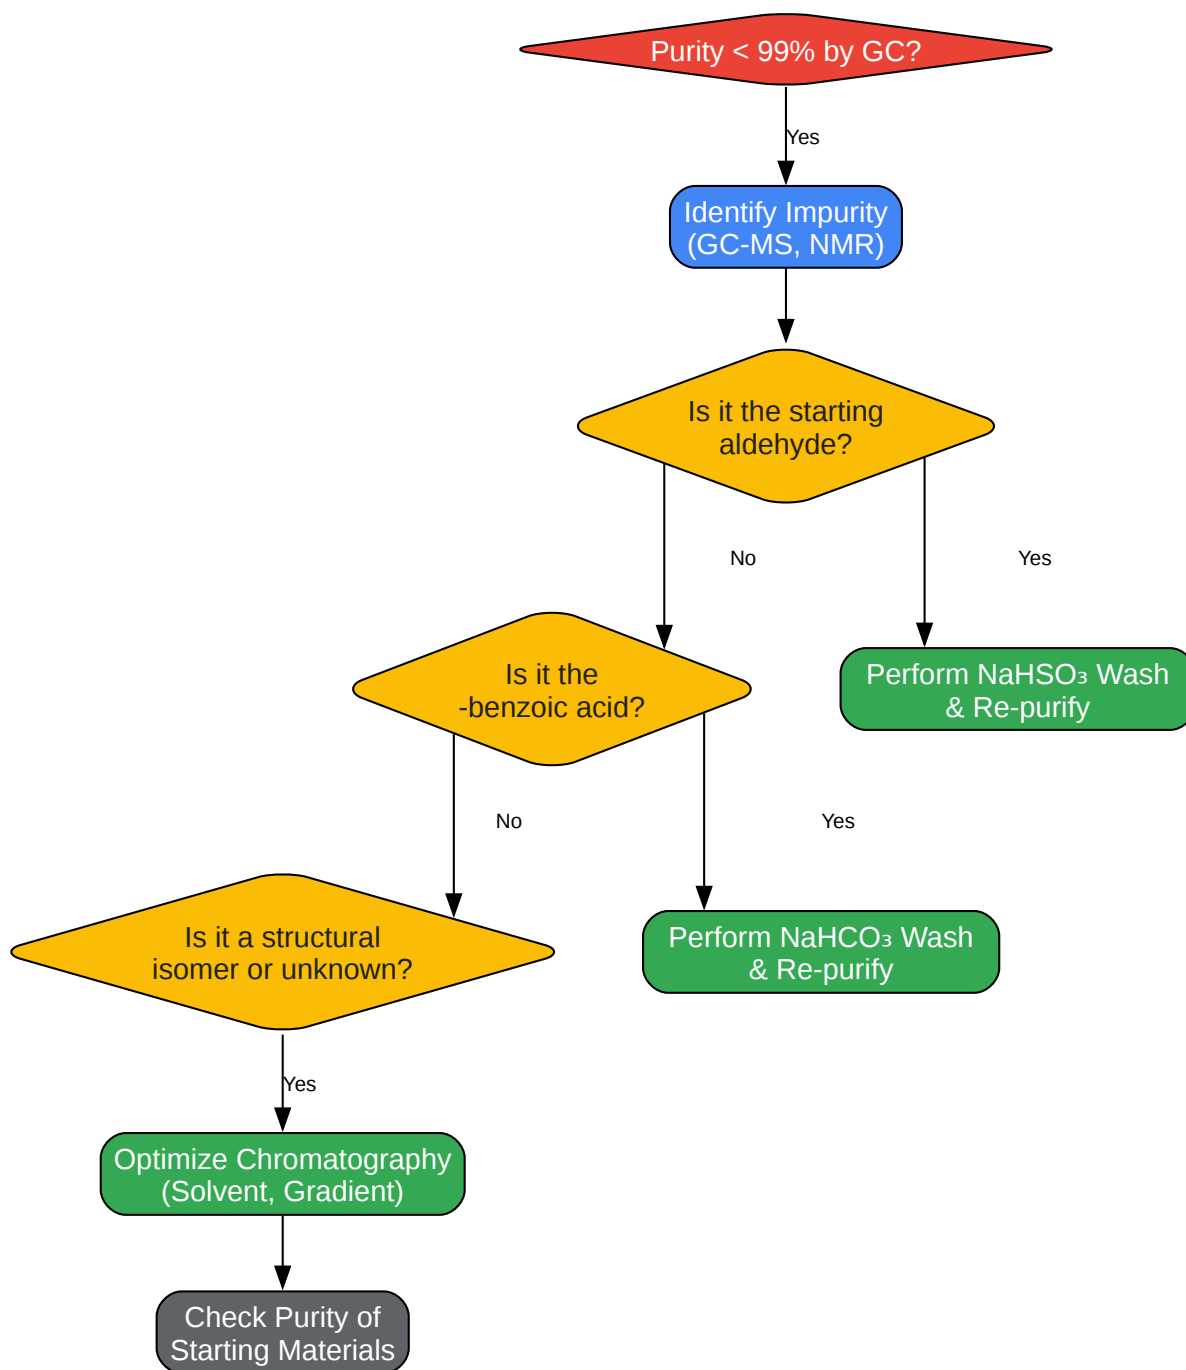 Purity < 99% by GC?
Yes
Identify Impurity
(GC-MS, NMR)
Is it the starting
aldehyde?
No
Yes
Is it the
-benzoic acid?
Perform NaHSO₃ Wash
& Re-purify
No
Yes
Is it a structural
isomer or unknown?
Perform NaHCO₃ Wash
& Re-purify
Yes
Optimize Chromatography
(Solvent, Gradient)
Check Purity of
Starting Materials